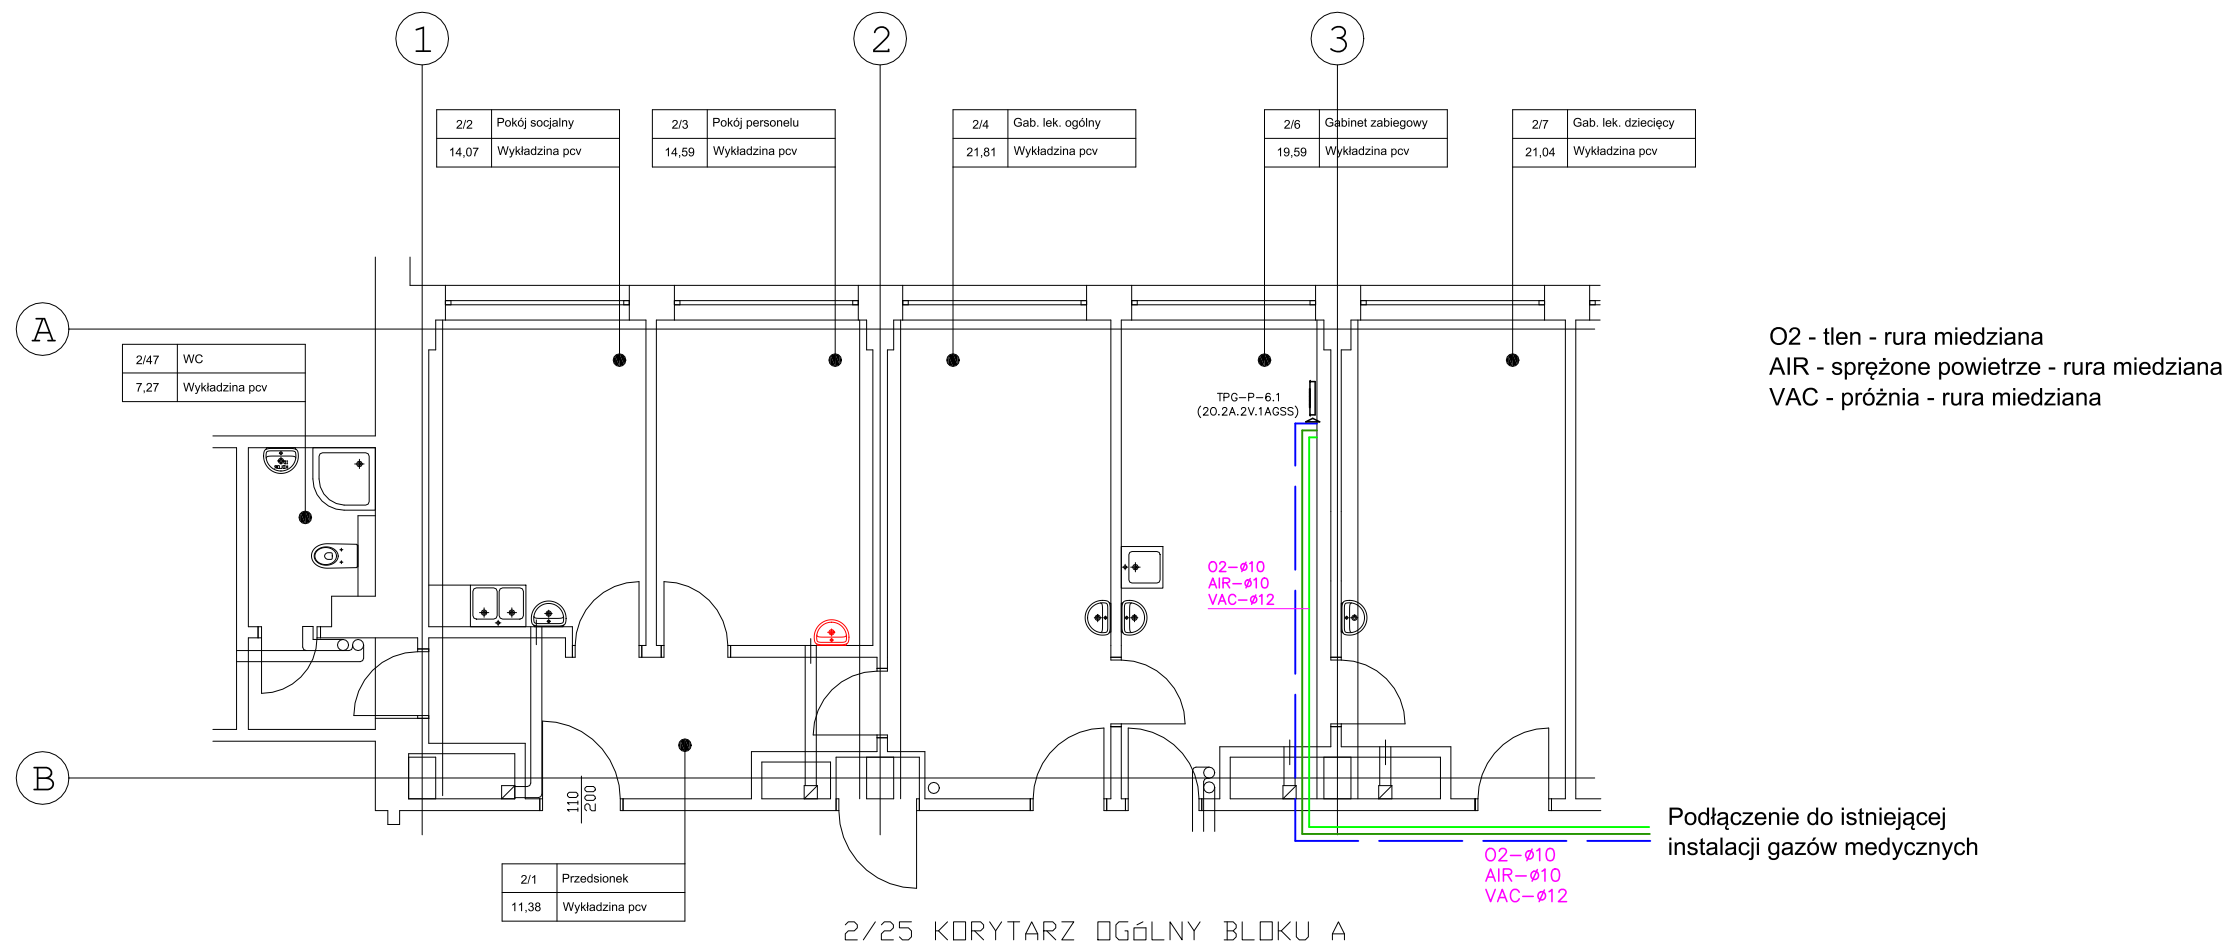 1
2
3
2/2 Pokój socjalny
14,07 Wykładzina pcv
2/3 Pokój personelu
14,59 Wykładzina pcv
2/4 Gab. lek. ogólny
21,81 Wykładzina pcv
2/6 Gabinet zabiegowy
19,59 Wykładzina pcv
2/7 Gab. lek. dziecięcy
21,04 Wykładzina pcv
A
2/47 WC
7,27 Wykładzina pcv
O2 - tlen - rura miedziana
AIR - sprężone powietrze - rura miedziana
VAC - próżnia - rura miedziana
TPG-P-6.1
(2O.2A.2V.1AGSS)
O2-ø10
AIR-ø10
VAC-ø12
B
110
200
Podłączenie do istniejącej
instalacji gazów medycznych
O2-ø10
AIR-ø10
VAC-ø12
2/1 Przedsionek
11,38 Wykładzina pcv
2/25 KORYTARZ OGóLNY BLOKU A